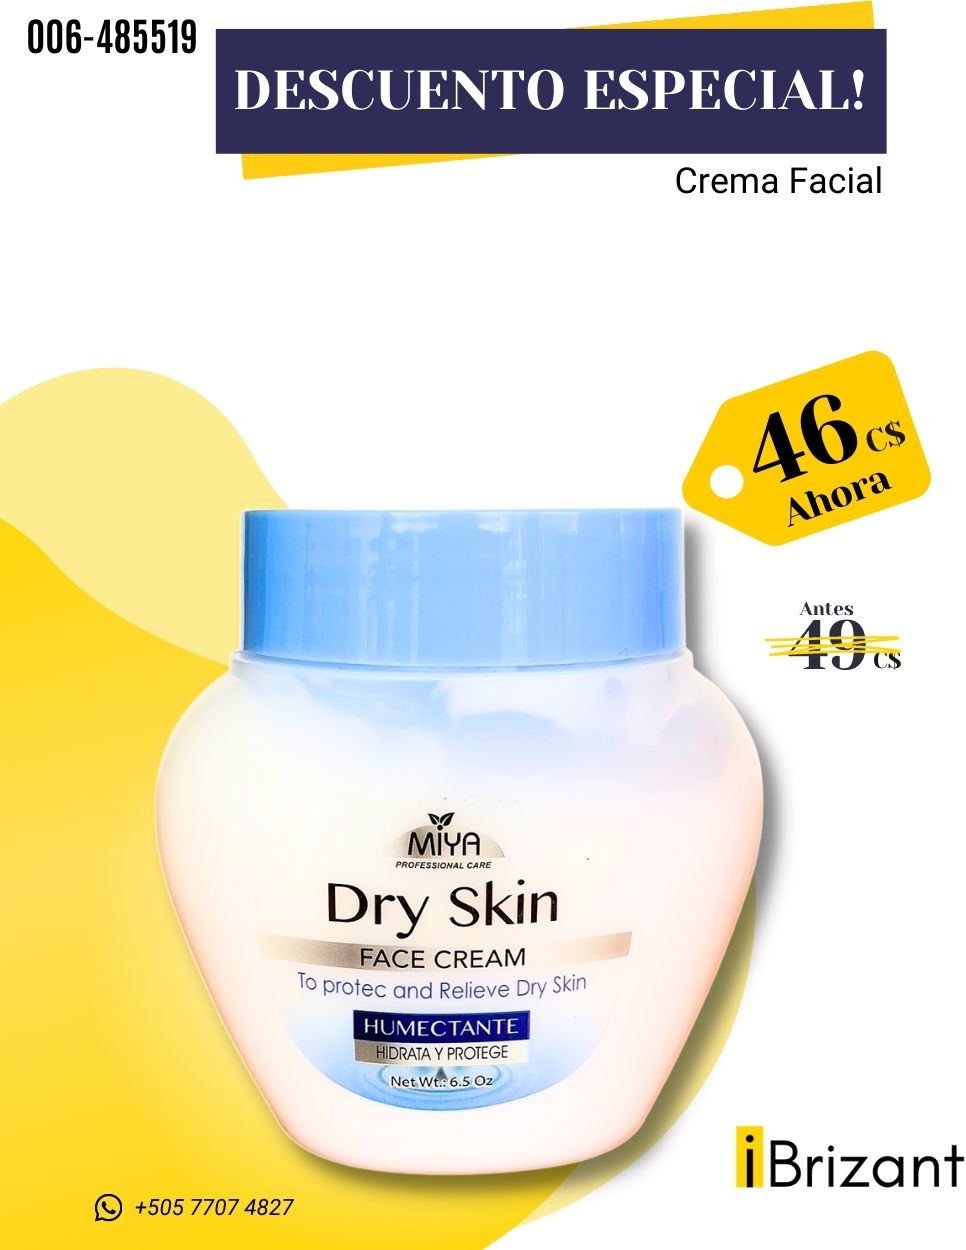 006-485519
DESCUENTO ESPECIAL!
Crema Facial
46 C$
Ahora
Antes
49 C$
MiYA
PROFESSIONAL CARE
Dry Skin
FACE CREAM
To protec and Relieve Dry Skin
HUMECTANTE
HIDRATA Y PROTEGE
Net Wt.: 6.5 Oz
iBrizant
+505 7707 4827